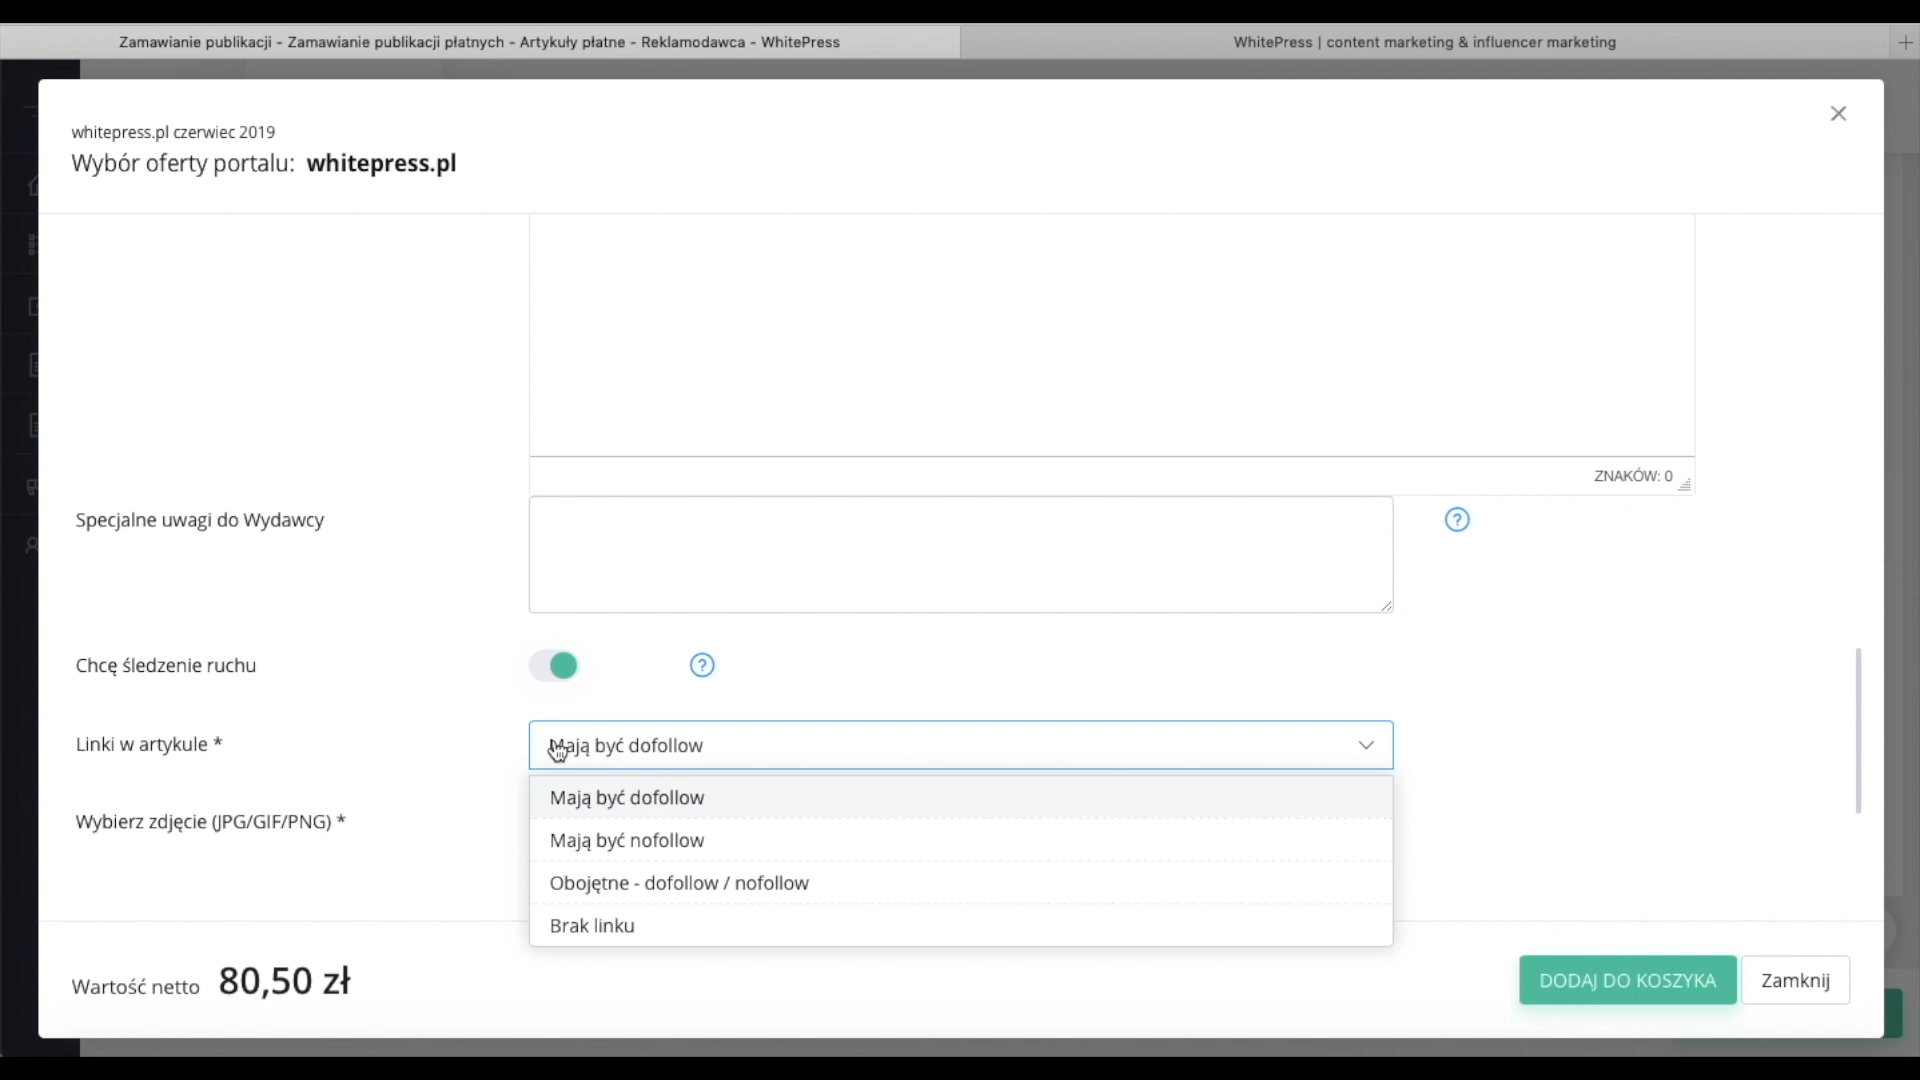 Zamawianie publikacji - Zamawianie publikacji płatnych - Artykuły płatne - Reklamodawca - WhitePress
WhitePress | content marketing & influencer marketing
whitepress.pl czerwiec 2019
Wybór oferty portalu: whitepress.pl
ZNAKÓW: 0
Specjalne uwagi do Wydawcy
Chcę śledzenie ruchu
Linki w artykule *
Mają być dofollow
Mają być dofollow
Mają być nofollow
Obojętne - dofollow / nofollow
Brak linku
Wybierz zdjęcie (JPG/GIF/PNG) *
Wartość netto 80,50 zł
DODAJ DO KOSZYKA
Zamknij